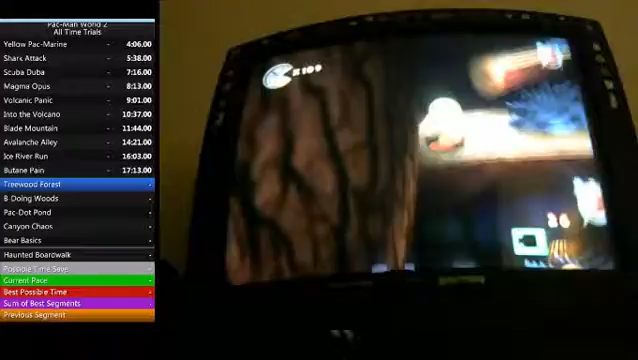 Pac-Man World 2
All Time Trials
Yellow Pac-Marine - 4:06.00
Shark Attack - 5:38.00
Scuba Duba - 7:16.00
Magma Opus - 8:13.00
Volcanic Panic - 9:01.00
Into the Volcano - 10:37.00
Blade Mountain - 11:44.00
Avalanche Alley - 14:21.00
Ice River Run - 16:03.00
Butane Pain - 17:13.00
Treewood Forest -
B-Doing Woods -
Pac-Dot Pond -
Canyon Chaos -
Bear Basics -
Haunted Boardwalk -
Possible Time Save -
Current Pace -
Best Possible Time -
Sum of Best Segments -
Previous Segment -
x109